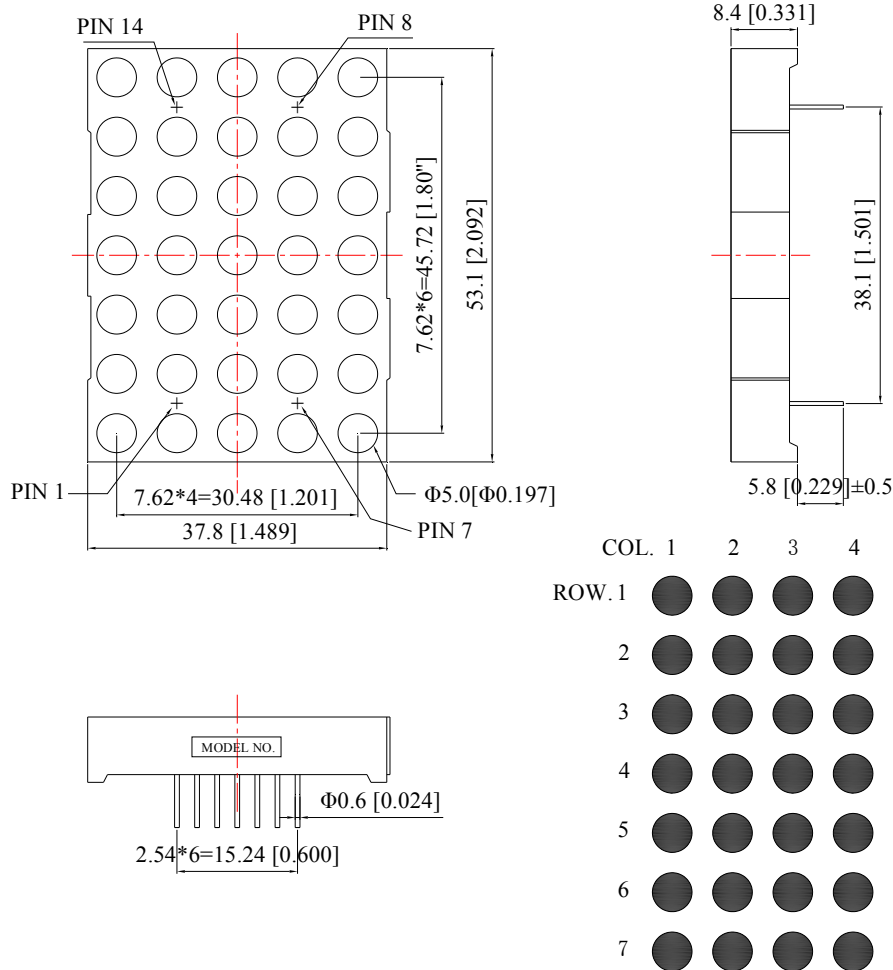 PIN 14
PIN 8
8.4 [0.331]
7.62*6=45.72 [1.80"]
53.1 [2.092]
38.1 [1.501]
PIN 1
7.62*4=30.48 [1.201]
Φ5.0[Φ0.197]
5.8 [0.229]±0.5
37.8 [1.489]
PIN 7
COL. 1 2 3 4
ROW. 1
2
3
4
5
6
7
MODEL NO.
Φ0.6 [0.024]
2.54*6=15.24 [0.600]